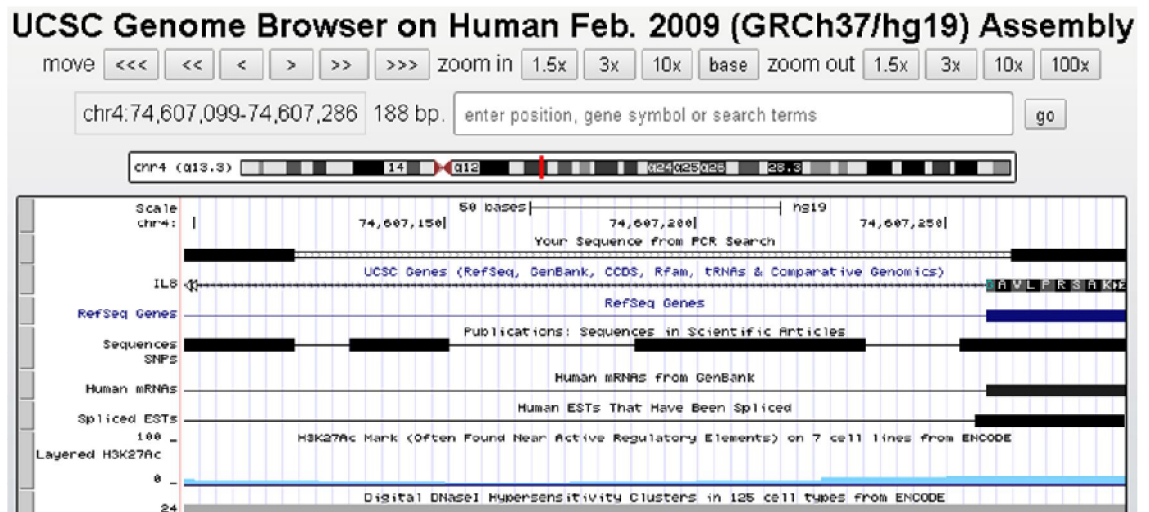 UCSC Genome Browser on Human Feb. 2009 (GRCh37/hg19) Assembly
move <<< << < > >> >>> zoom in 1.5x 3x 10x base zoom out 1.5x 3x 10x 100x
chr4:74,607,099-74,607,286 188 bp. enter position, gene symbol or search terms go
chr4 (q13.3) 14 q12 q24 q25 q26 28.3
Scale 50 bases hg19
chr4: 74,607,150 74,607,200 74,607,250
Your Sequence from PCR Search
UCSC Genes (RefSeq, GenBank, CCDS, Rfam, tRNAs & Comparative Genomics)
IL8 A V L P R S A K
RefSeq Genes
RefSeq Genes
Publications: Sequences in Scientific Articles
Sequences
SNPs
Human mRNAs from GenBank
Human mRNAs
Human ESTs That Have Been Spliced
Spliced ESTs
100 _ H3K27Ac Mark (Often Found Near Active Regulatory Elements) on 7 cell lines from ENCODE
Layered H3K27Ac
0 _
Digital DNaseI Hypersensitivity Clusters in 125 cell types from ENCODE
24